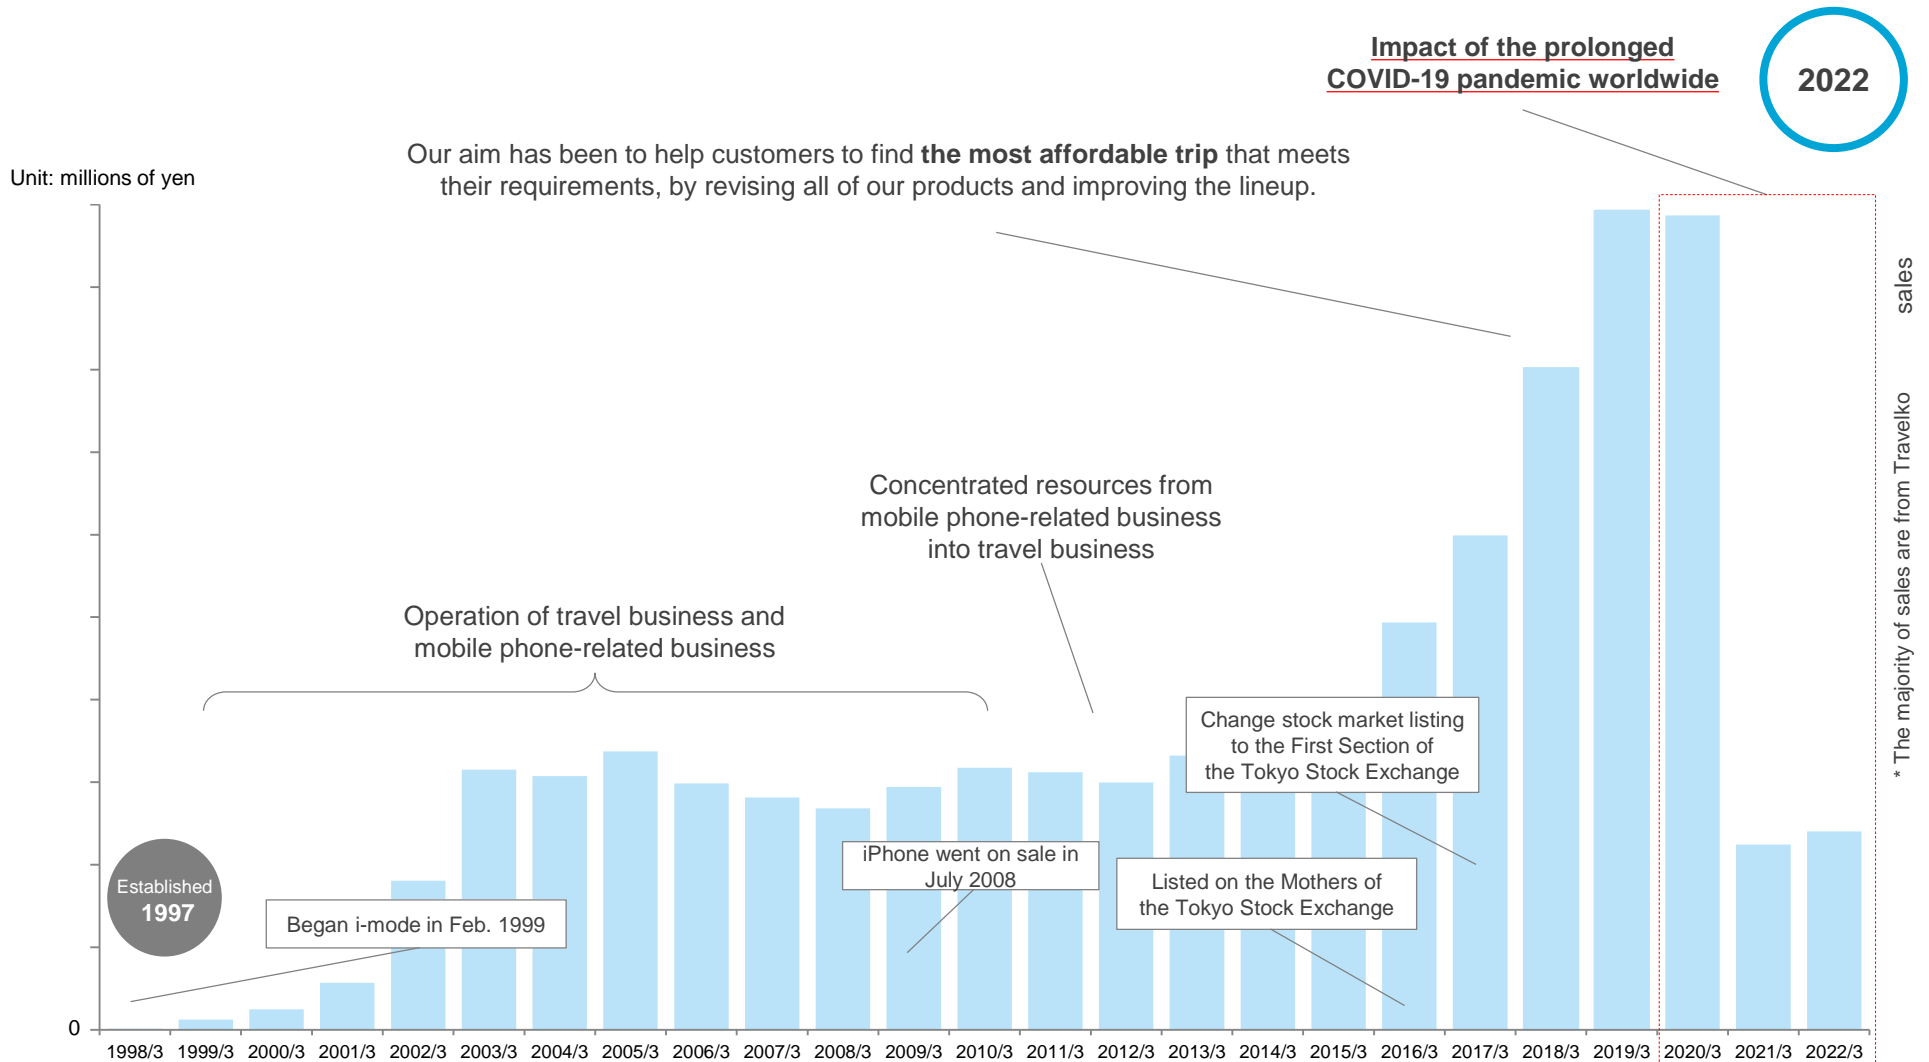 Impact of the prolonged
COVID-19 pandemic worldwide
2022
Our aim has been to help customers to find the most affordable trip that meets
their requirements, by revising all of our products and improving the lineup.
Unit: millions of yen
sales
* The majority of sales are from Travelko
Concentrated resources from
mobile phone-related business
into travel business
Operation of travel business and
mobile phone-related business
Change stock market listing
to the First Section of
the Tokyo Stock Exchange
iPhone went on sale in
July 2008
Listed on the Mothers of
the Tokyo Stock Exchange
Established
1997
Began i-mode in Feb. 1999
0
1998/3 1999/3 2000/3 2001/3 2002/3 2003/3 2004/3 2005/3 2006/3 2007/3 2008/3 2009/3 2010/3 2011/3 2012/3 2013/3 2014/3 2015/3 2016/3 2017/3 2018/3 2019/3 2020/3 2021/3 2022/3